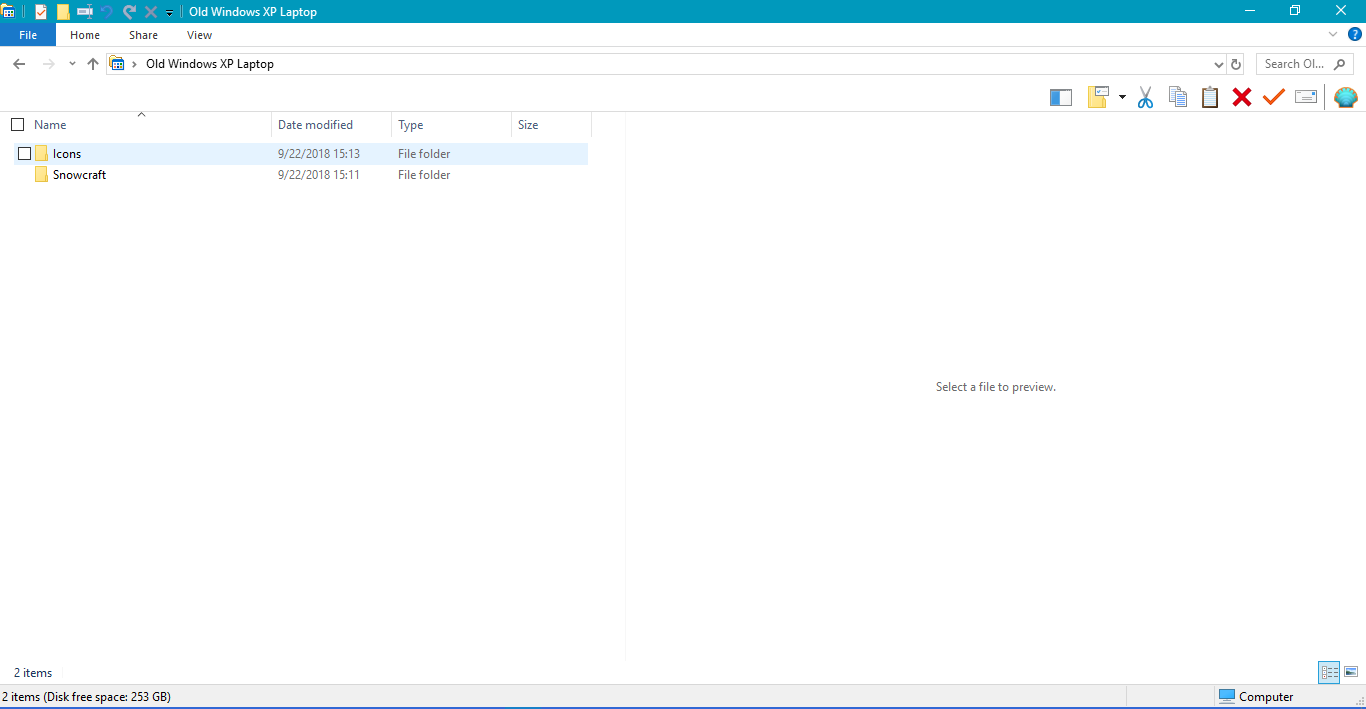 Old Windows XP Laptop
File Home Share View
Old Windows XP Laptop Search Ol...
Name Date modified Type Size
Icons 9/22/2018 15:13 File folder
Snowcraft 9/22/2018 15:11 File folder
Select a file to preview.
2 items
2 items (Disk free space: 253 GB) Computer